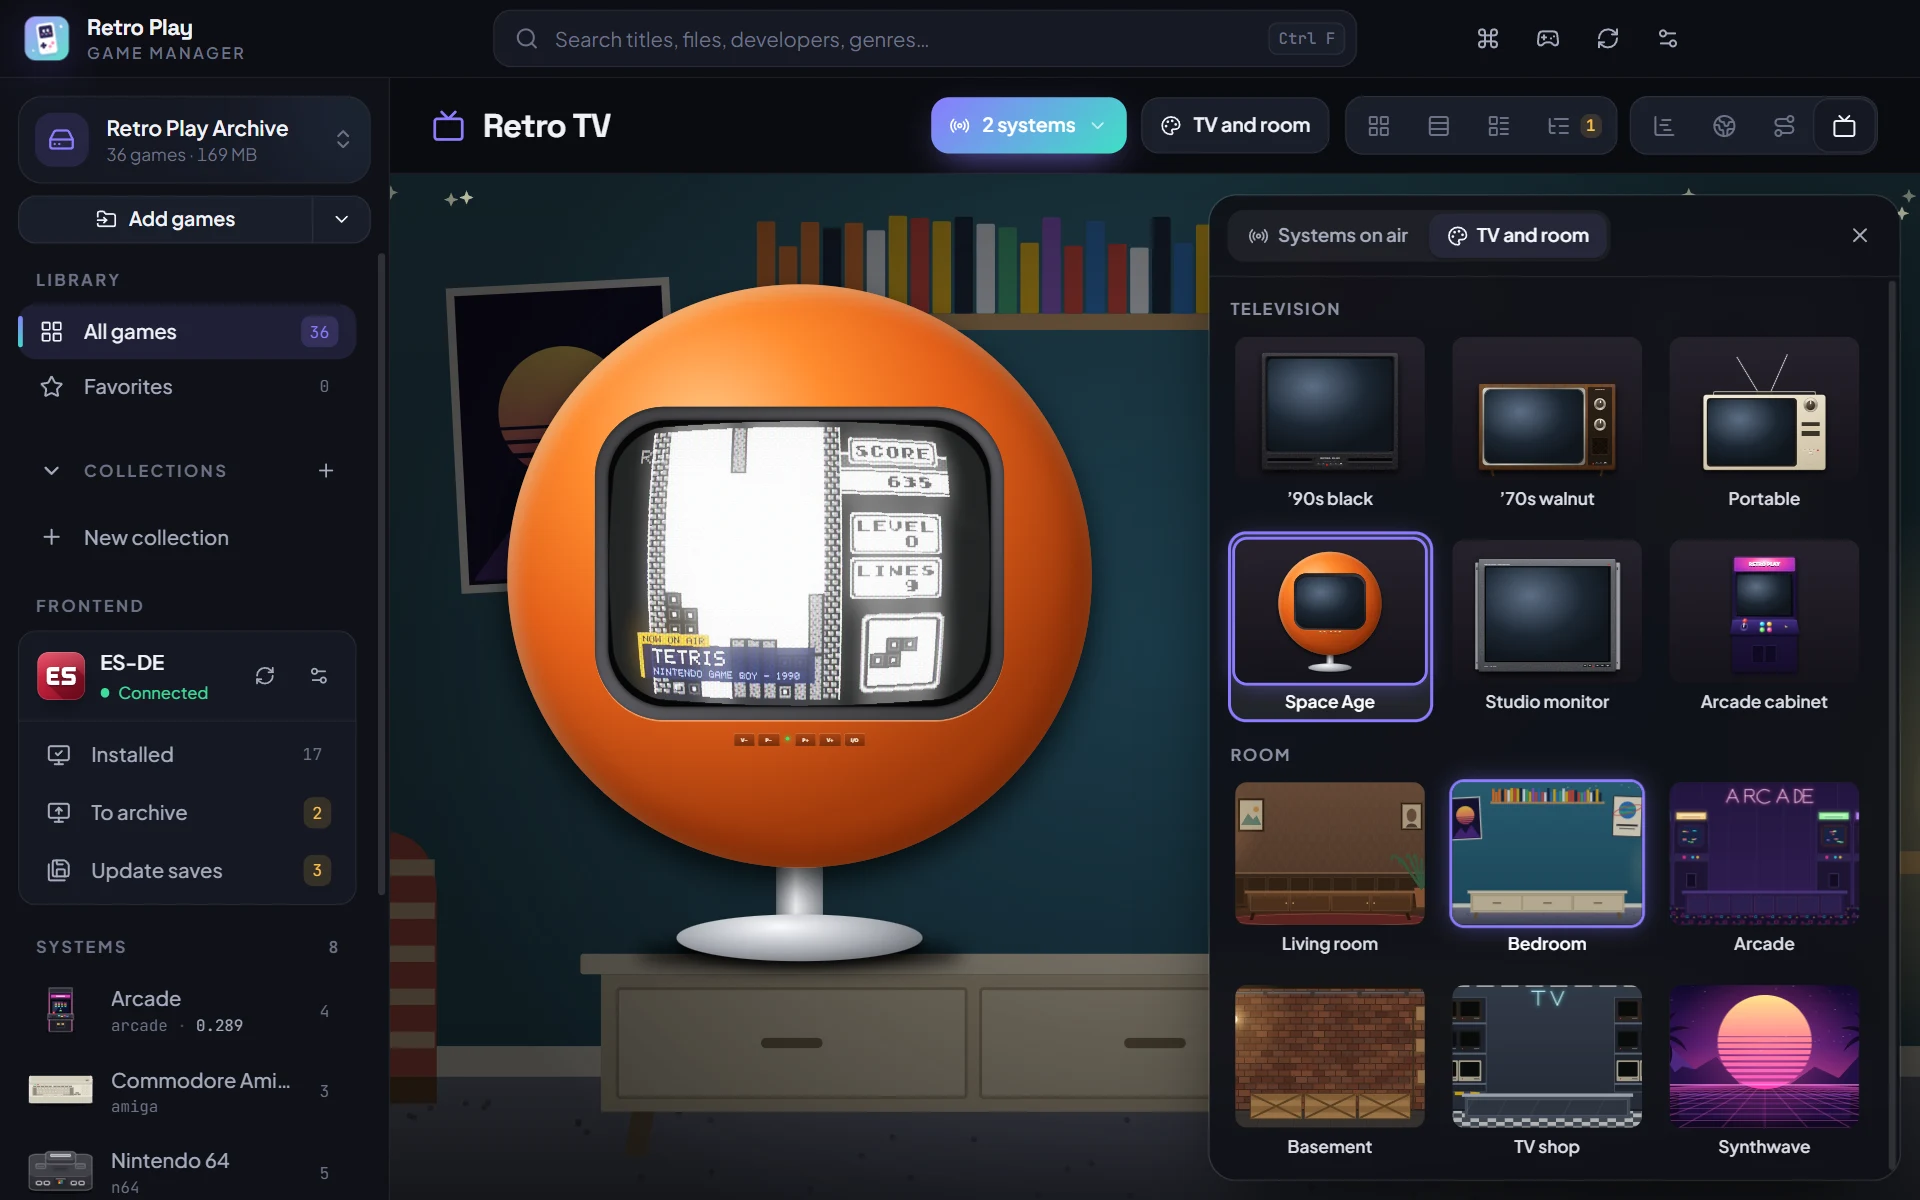 Retro Play
GAME MANAGER
Search titles, files, developers, genres...
Ctrl F
Retro Play Archive
36 games · 169 MB
Add games
LIBRARY
All games
36
Favorites
0
COLLECTIONS
New collection
FRONTEND
ES
ES-DE
Connected
Installed
17
To archive
2
Update saves
3
SYSTEMS
8
Arcade
arcade · 0.289
4
Commodore Ami...
amiga
3
Nintendo 64
n64
5
Retro TV
2 systems
TV and room
1
SCORE
635
LEVEL
0
LINES
9
NOW ON AIR
TETRIS
NINTENDO GAME BOY - 1990
V-
P-
P+
V+
I/O
Systems on air
TV and room
TELEVISION
'90s black
'70s walnut
Portable
Space Age
Studio monitor
RETRO PLAY
Arcade cabinet
ROOM
Living room
Bedroom
ARCADE
Arcade
Basement
TV
TV shop
Synthwave